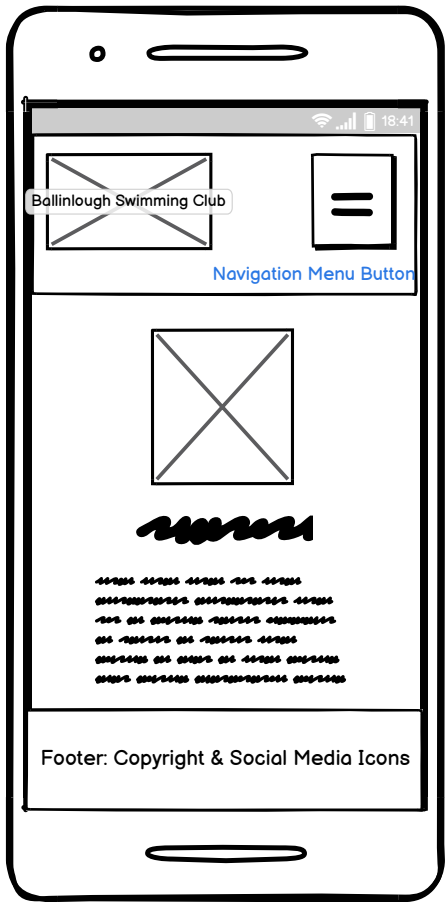 18:41
Ballinlough Swimming Club
Navigation Menu Button
Footer: Copyright & Social Media Icons